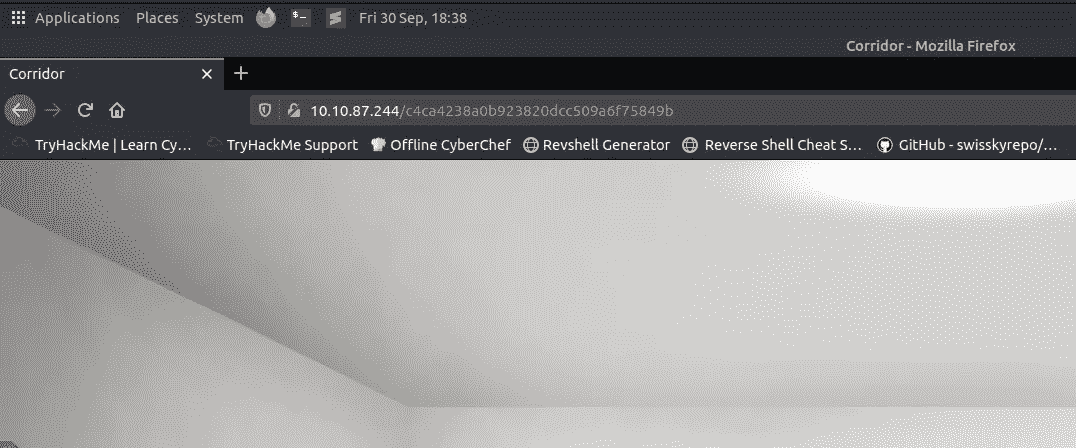 Applications Places System Fri 30 Sep, 18:38
Corridor - Mozilla Firefox
Corridor
10.10.87.244/c4ca4238a0b923820dcc509a6f75849b
TryHackMe | Learn Cy… TryHackMe Support Offline CyberChef Revshell Generator Reverse Shell Cheat S… GitHub - swisskyrepo/…